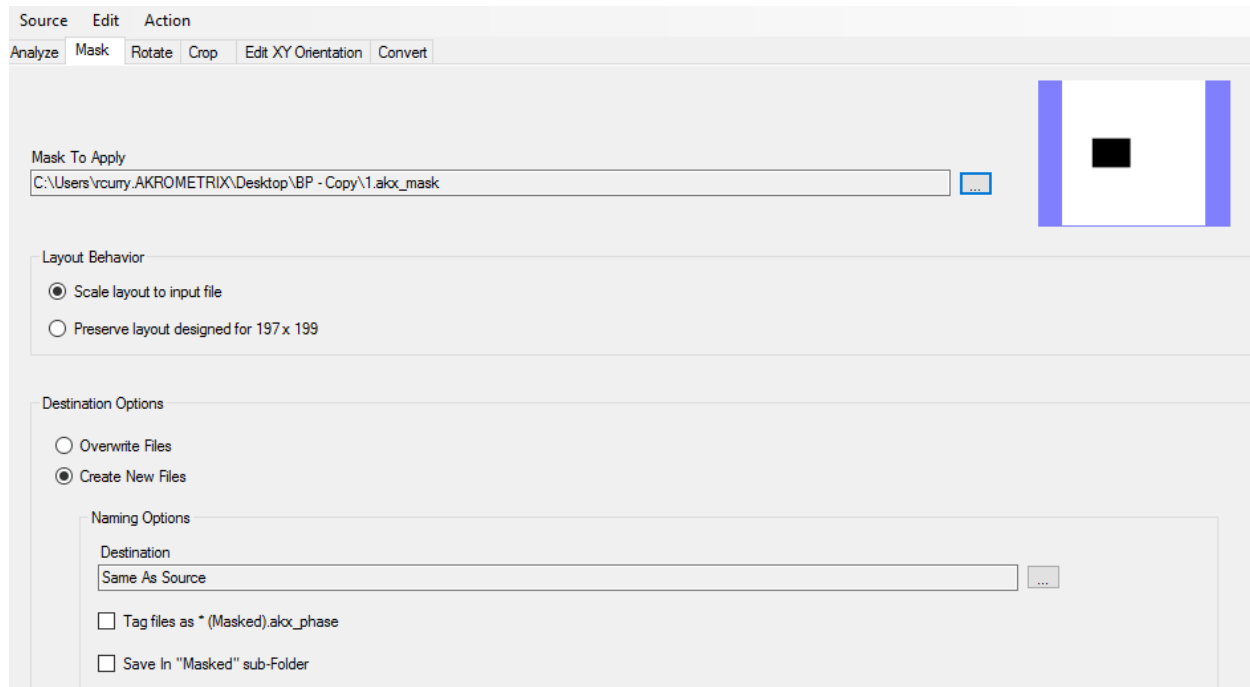 Source Edit Action
Analyze Mask Rotate Crop Edit XY Orientation Convert
Mask To Apply
C:\Users\rcurry.AKROMETRIX\Desktop\BP - Copy\1.akx_mask
...
Layout Behavior
Scale layout to input file
Preserve layout designed for 197 x 199
Destination Options
Overwrite Files
Create New Files
Naming Options
Destination
Same As Source
...
Tag files as * (Masked).akx_phase
Save In "Masked" sub-Folder